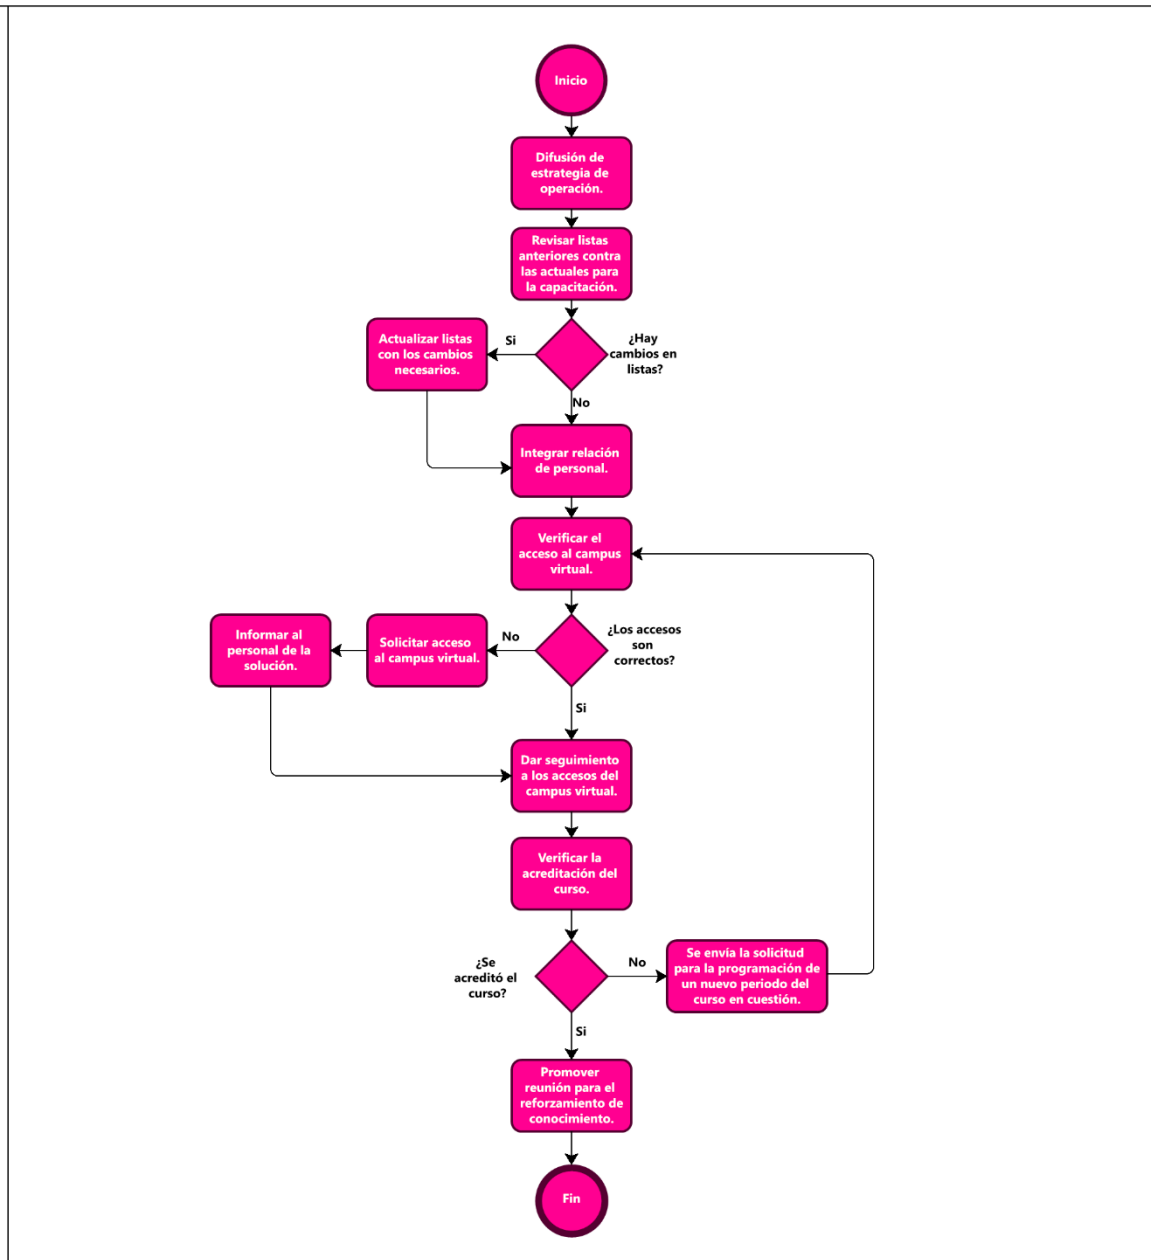 Inicio
Difusión de
estrategia de
operación.
Revisar listas
anteriores contra
las actuales para
la capacitación.
¿Hay
cambios en
listas?
Si
Actualizar listas
con los cambios
necesarios.
No
Integrar relación
de personal.
Verificar el
acceso al campus
virtual.
¿Los accesos
son
correctos?
No
Solicitar acceso
al campus virtual.
Informar al
personal de la
solución.
Si
Dar seguimiento
a los accesos del
campus virtual.
Verificar la
acreditación del
curso.
¿Se
acreditó el
curso?
No
Se envía la solicitud
para la programación de
un nuevo periodo del
curso en cuestión.
Si
Promover
reunión para el
reforzamiento de
conocimiento.
Fin